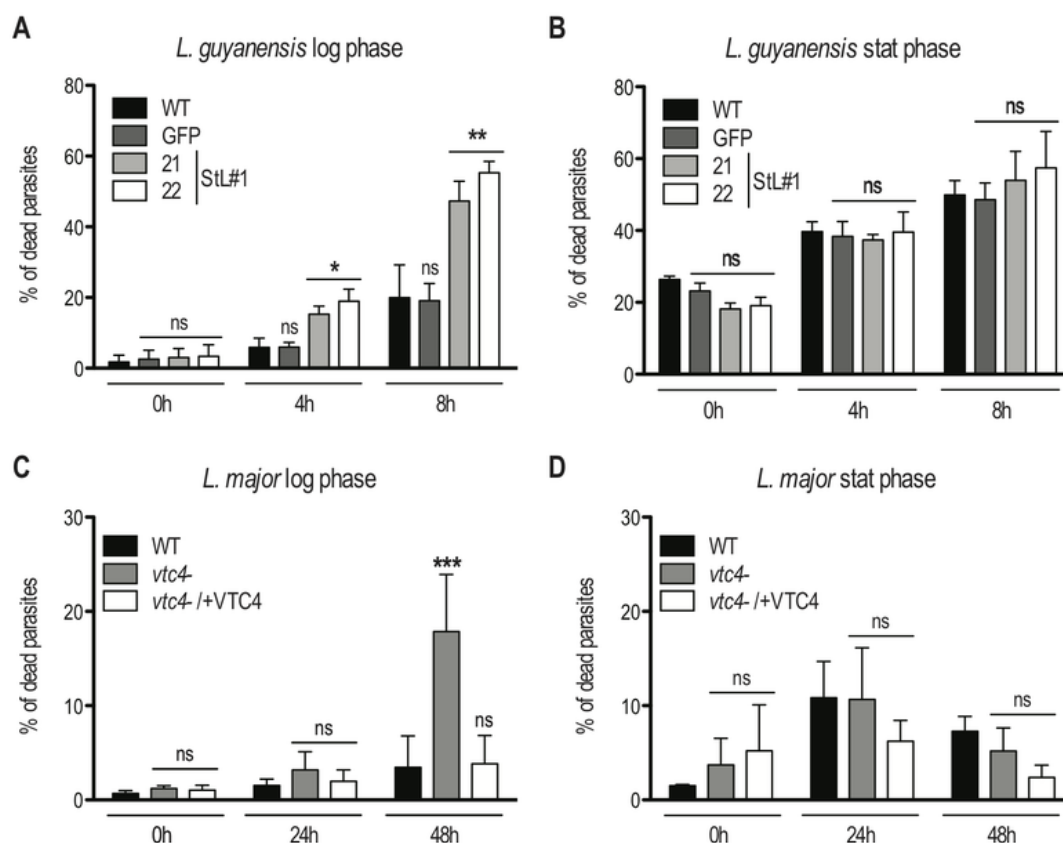 A
L. guyanensis log phase
% of dead parasites
80
60
40
20
0
WT
GFP
21
22
StL#1
ns
ns
*
ns
**
0h
4h
8h
B
L. guyanensis stat phase
% of dead parasites
80
60
40
20
0
WT
GFP
21
22
StL#1
ns
ns
ns
0h
4h
8h
C
L. major log phase
% of dead parasites
30
20
10
0
WT
vtc4-
vtc4- /+VTC4
ns
ns
***
ns
0h
24h
48h
D
L. major stat phase
% of dead parasites
30
20
10
0
WT
vtc4-
vtc4- /+VTC4
ns
ns
ns
0h
24h
48h